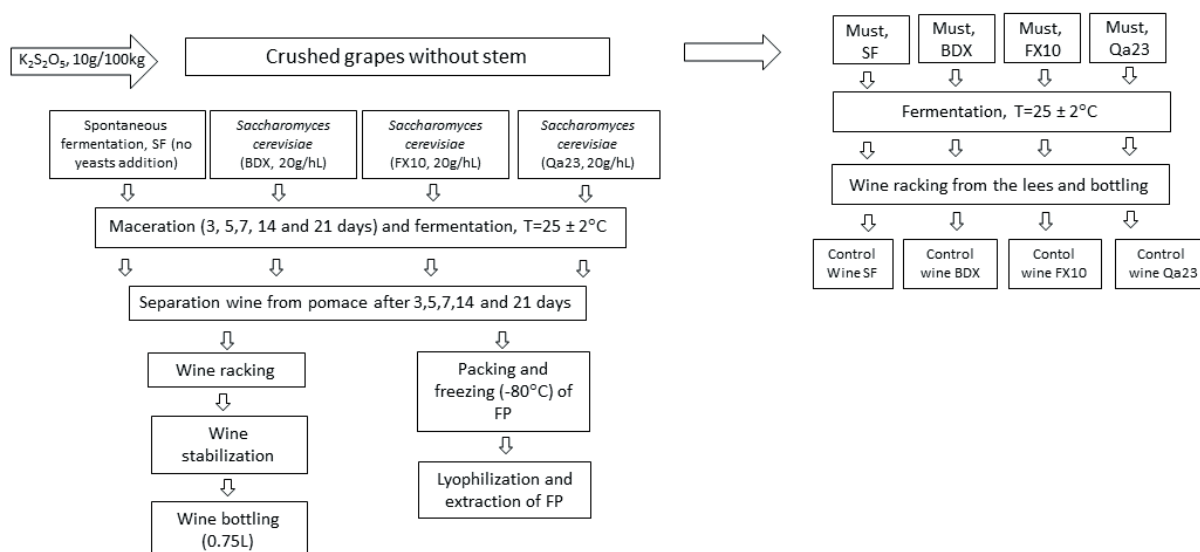 K₂S₂O₅, 10g/100kg
Crushed grapes without stem
Spontaneous
fermentation, SF (no
yeasts addition)
Saccharomyces
cerevisiae
(BDX, 20g/hL)
Saccharomyces
cerevisiae
(FX10, 20g/hL)
Saccharomyces
cerevisiae
(Qa23, 20g/hL)
Maceration (3, 5,7, 14 and 21 days) and fermentation, T=25 ± 2°C
Separation wine from pomace after 3,5,7,14 and 21 days
Wine racking
Wine
stabilization
Wine bottling
(0.75L)
Packing and
freezing (-80°C) of
FP
Lyophilization and
extraction of FP
Must,
SF
Must,
BDX
Must,
FX10
Must,
Qa23
Fermentation, T=25 ± 2°C
Wine racking from the lees and bottling
Control
Wine SF
Control
wine BDX
Contol
wine FX10
Control
wine Qa23